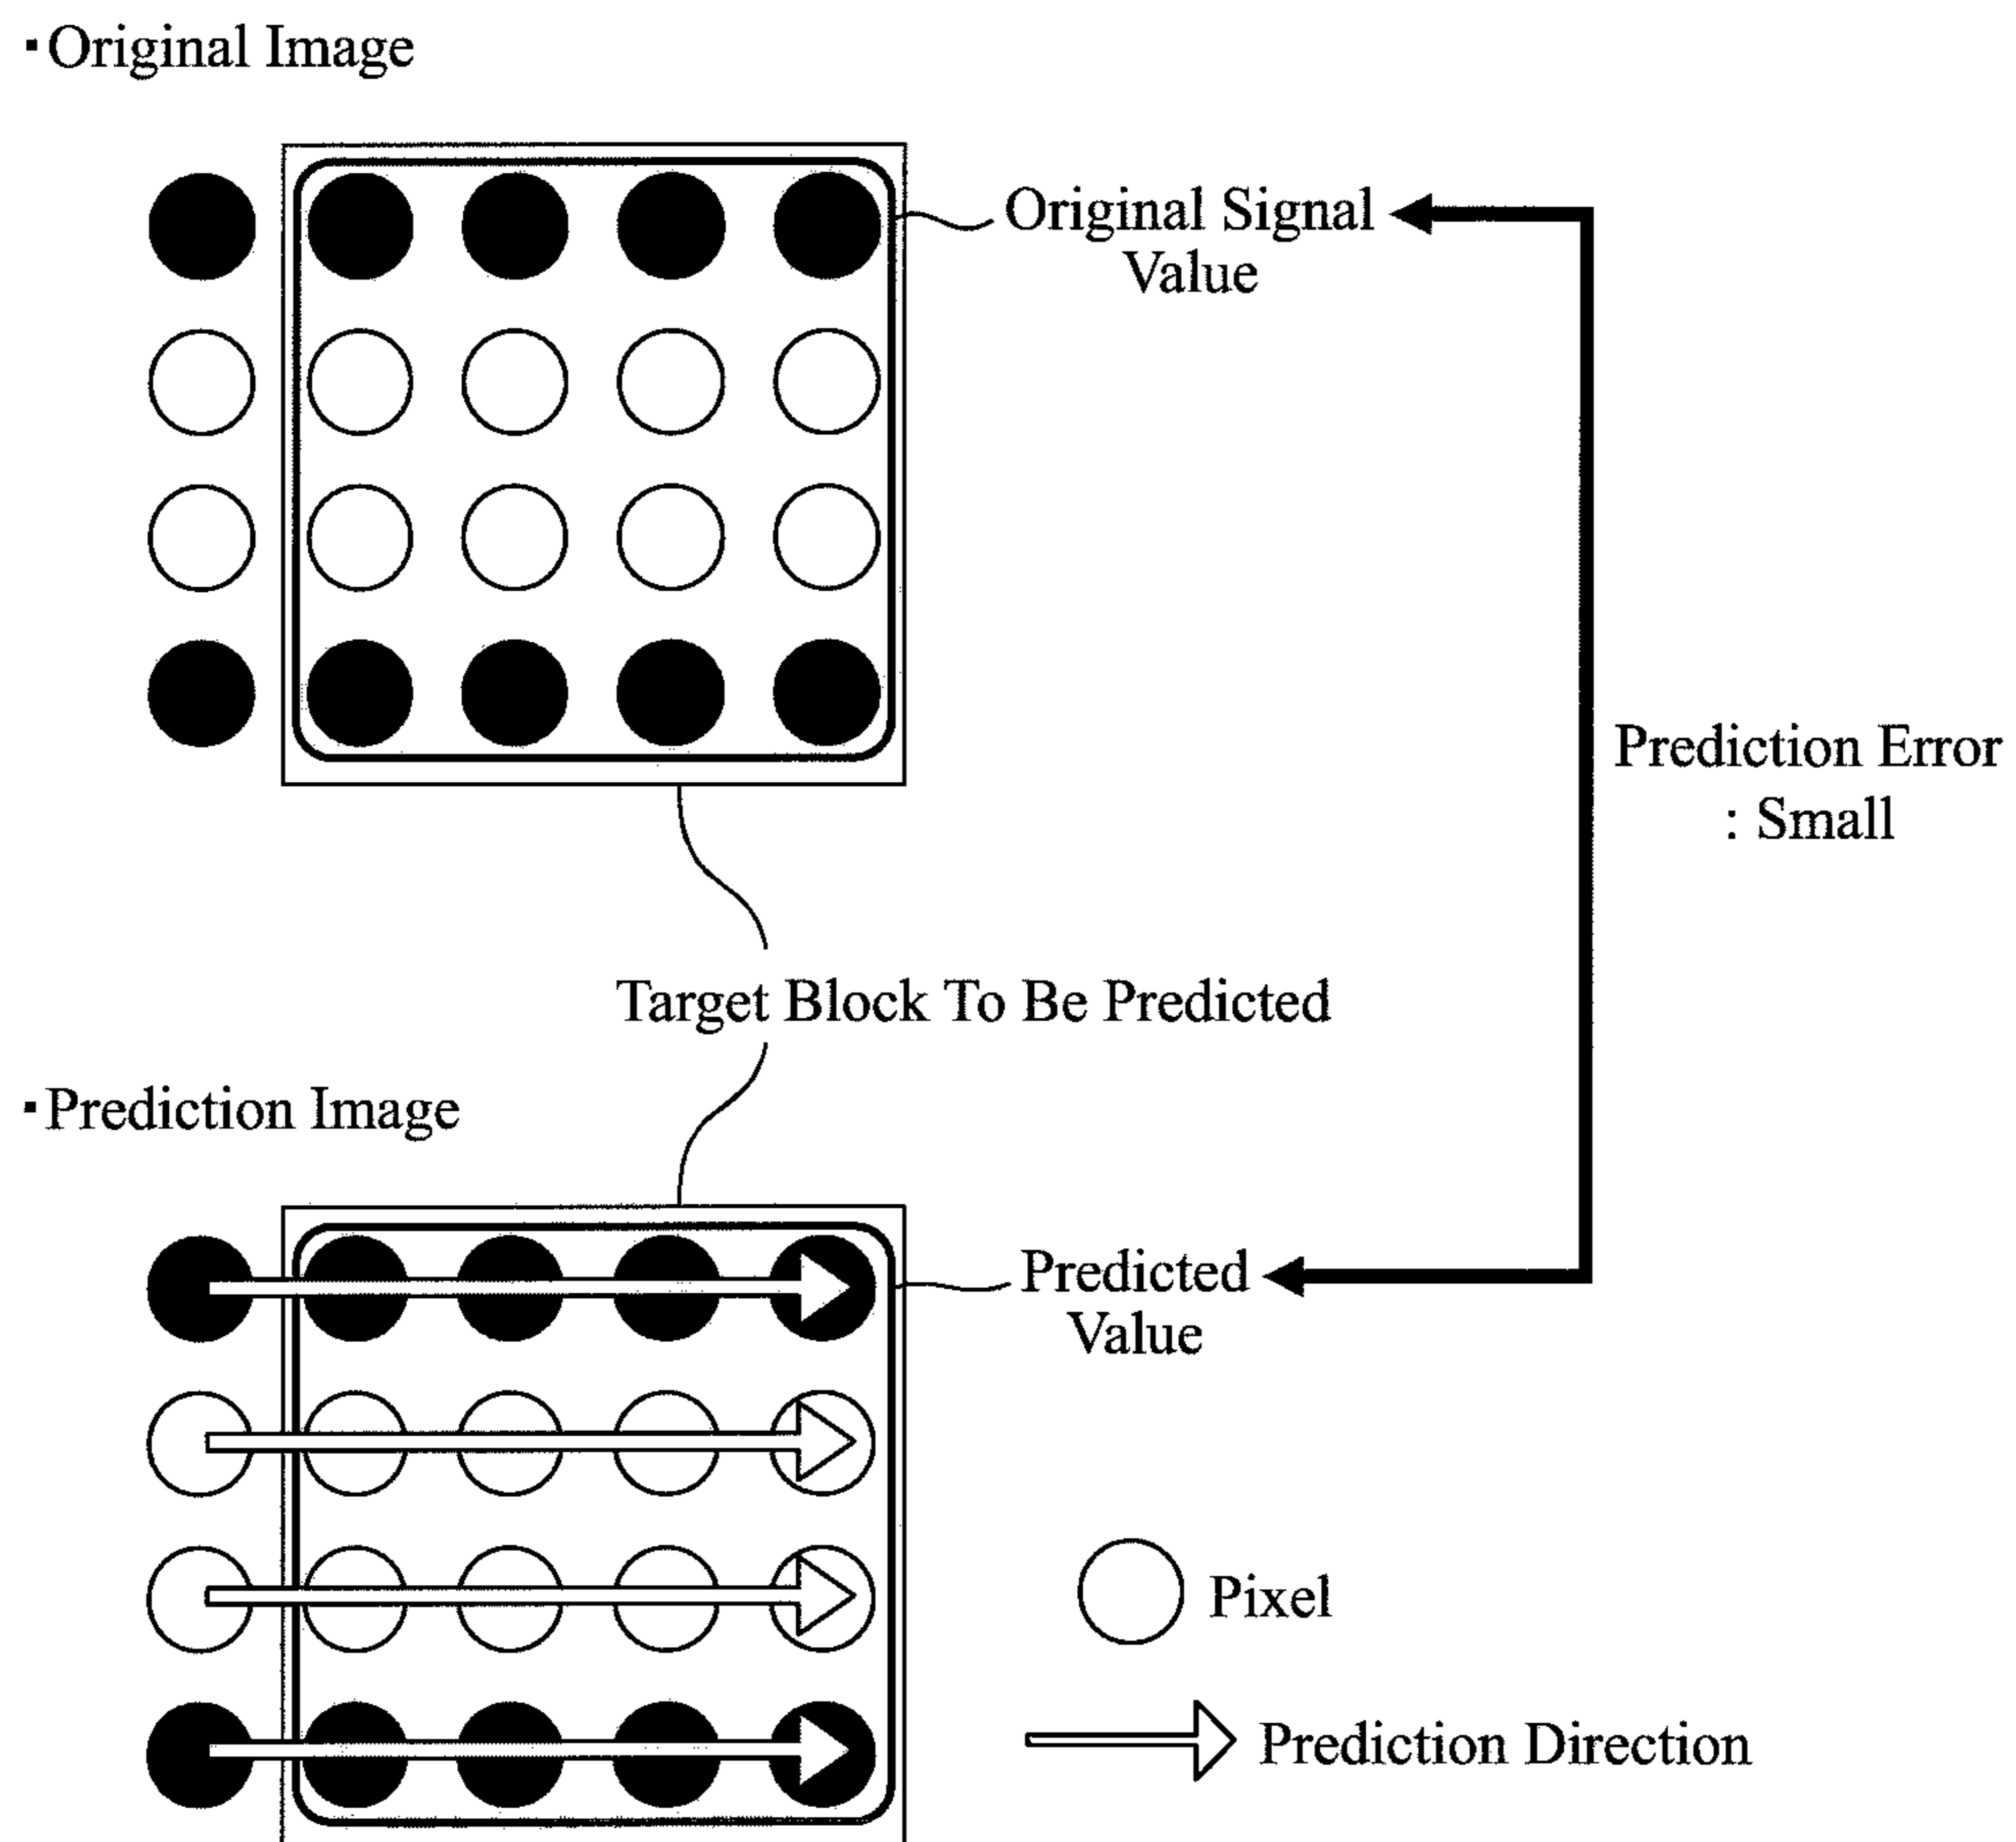 ▪Original Image
Original Signal
Value
Prediction Error
: Small
Target Block To Be Predicted
▪Prediction Image
Predicted
Value
Pixel
Prediction Direction